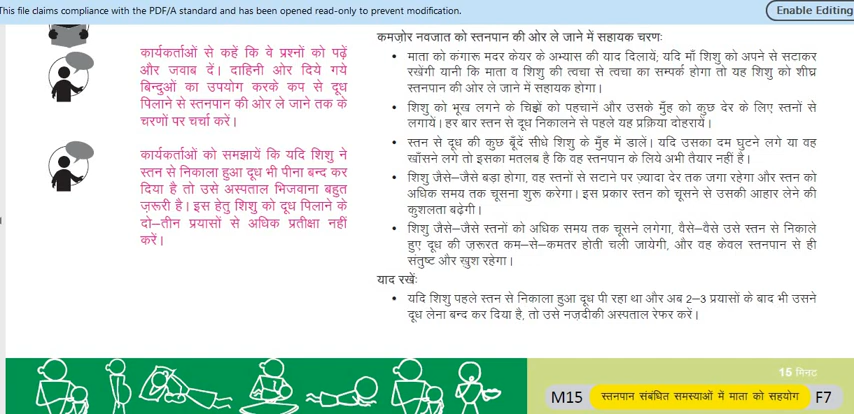 This file claims compliance with the PDF/A standard and has been opened read-only to prevent modification.
Enable Editing
कार्यकर्ताओं से कहें कि वे प्रश्नों को पढ़ें
और जवाब दें। दाहिनी ओर दिये गये
बिन्दुओं का उपयोग करके कप से दूध
पिलाने से स्तनपान की ओर ले जाने तक के
चरणों पर चर्चा करें।
कार्यकर्ताओं को समझायें कि यदि शिशु ने
स्तन से निकाला हुआ दूध भी पीना बन्द कर
दिया है तो उसे अस्पताल भिजवाना बहुत
ज़रूरी है। इस हेतु शिशु को दूध पिलाने के
दो–तीन प्रयासों से अधिक प्रतीक्षा नहीं
करें।
कमज़ोर नवजात को स्तनपान की ओर ले जाने में सहायक चरणः
• माता को कंगारू मदर केयर के अभ्यास की याद दिलायें; यदि माँ शिशु को अपने से सटाकर
रखेंगी यानी कि माता व शिशु की त्वचा से त्वचा का सम्पर्क होगा तो यह शिशु को शीघ्र
स्तनपान की ओर ले जाने में सहायक होगा।
• शिशु को भूख लगने के चिह्नों को पहचानें और उसके मुँह को कुछ देर के लिए स्तनों से
लगायें। हर बार स्तन से दूध निकालने से पहले यह प्रक्रिया दोहरायें।
• स्तन से दूध की कुछ बूँदें सीधे शिशु के मुँह में डालें। यदि उसका दम घुटने लगे या वह
खाँसने लगे तो इसका मतलब है कि वह स्तनपान के लिये अभी तैयार नहीं है।
• शिशु जैसे–जैसे बड़ा होगा, वह स्तनों से सटाने पर ज़्यादा देर तक जगा रहेगा और स्तन को
अधिक समय तक चूसना शुरू करेगा। इस प्रकार स्तन को चूसने से उसकी आहार लेने की
कुशलता बढ़ेगी।
• शिशु जैसे–जैसे स्तनों को अधिक समय तक चूसने लगेगा, वैसे–वैसे उसे स्तन से निकाले
हुए दूध की ज़रूरत कम–से–कमतर होती चली जायेगी, और वह केवल स्तनपान से ही
संतुष्ट और खुश रहेगा।
याद रखेंः
• यदि शिशु पहले स्तन से निकाला हुआ दूध पी रहा था और अब 2–3 प्रयासों के बाद भी उसने
दूध लेना बन्द कर दिया है, तो उसे नज़दीकी अस्पताल रेफर करें।
15 मिनट
M15 स्तनपान संबंधित समस्याओं में माता को सहयोग F7